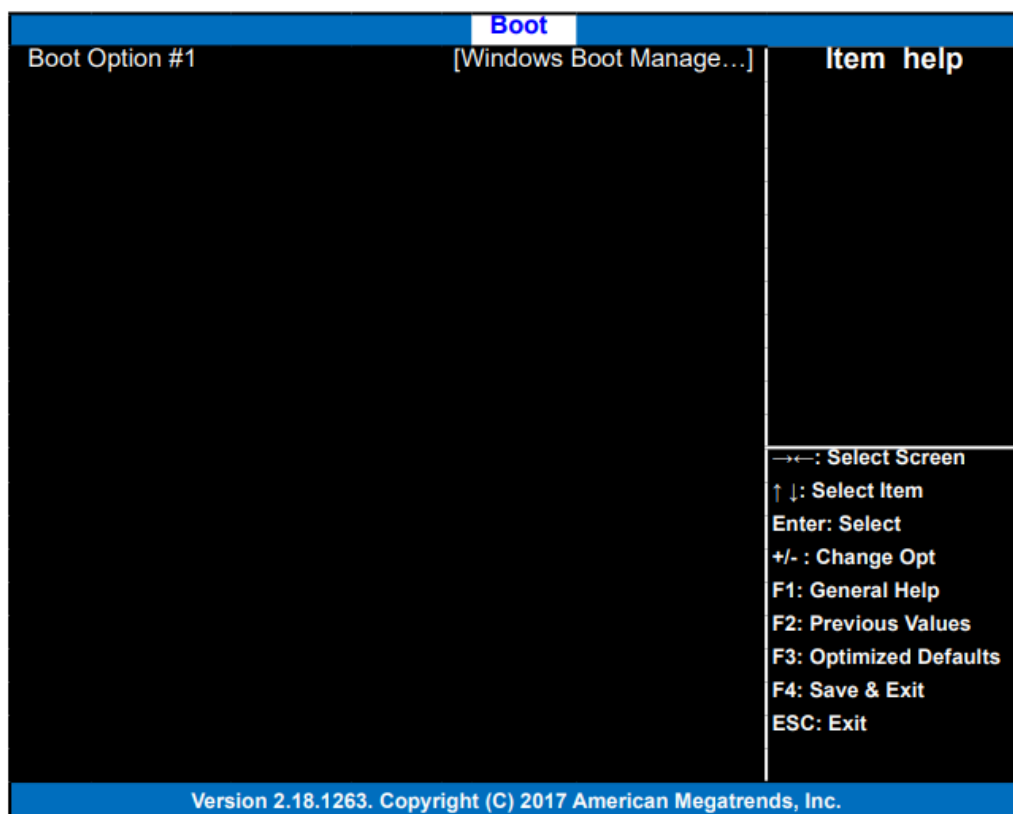 Boot
Boot Option #1 [Windows Boot Manage…]
Item help
→←: Select Screen
↑ ↓: Select Item
Enter: Select
+/- : Change Opt
F1: General Help
F2: Previous Values
F3: Optimized Defaults
F4: Save & Exit
ESC: Exit
Version 2.18.1263. Copyright (C) 2017 American Megatrends, Inc.